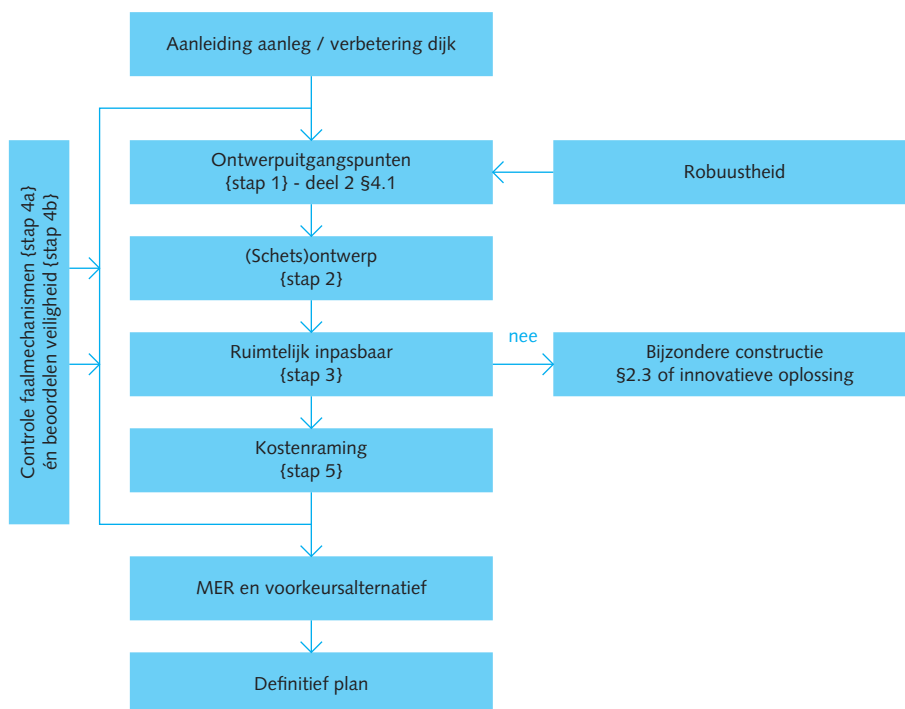 Aanleiding aanleg / verbetering dijk
Ontwerpuitgangspunten
{stap 1} - deel 2 §4.1
Robuustheid
Controle faalmechanismen {stap 4a}
én beoordelen veiligheid {stap 4b}
(Schets)ontwerp
{stap 2}
Ruimtelijk inpasbaar
{stap 3}
nee
Bijzondere constructie
§2.3 of innovatieve oplossing
Kostenraming
{stap 5}
MER en voorkeursalternatief
Definitief plan